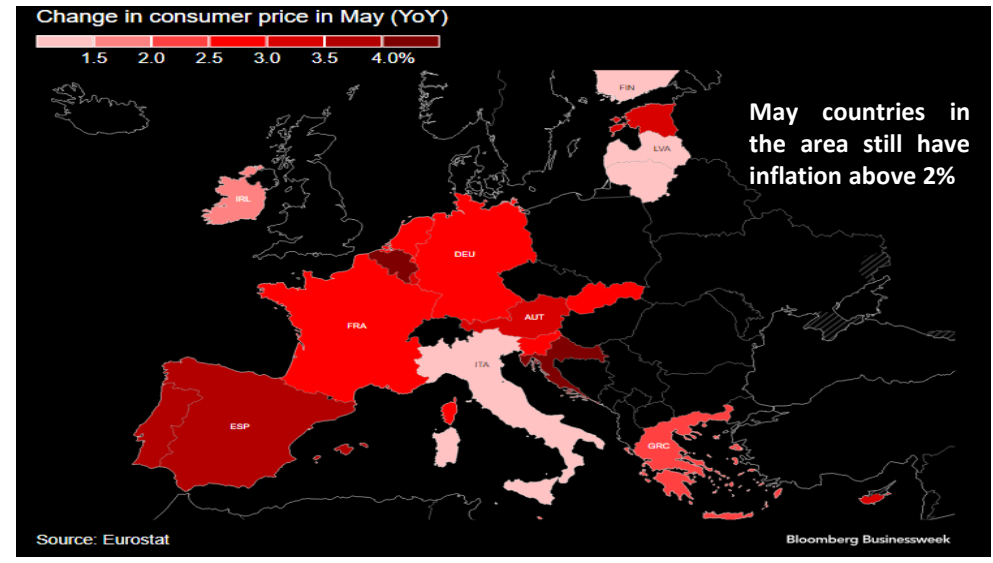 Change in consumer price in May (YoY)
1.5 2.0 2.5 3.0 3.5 4.0%
FIN
May countries in
the area still have
inflation above 2%
LVA
IRL
DEU
AUT
FRA
ITA
ESP
GRC
Source: Eurostat
Bloomberg Businessweek